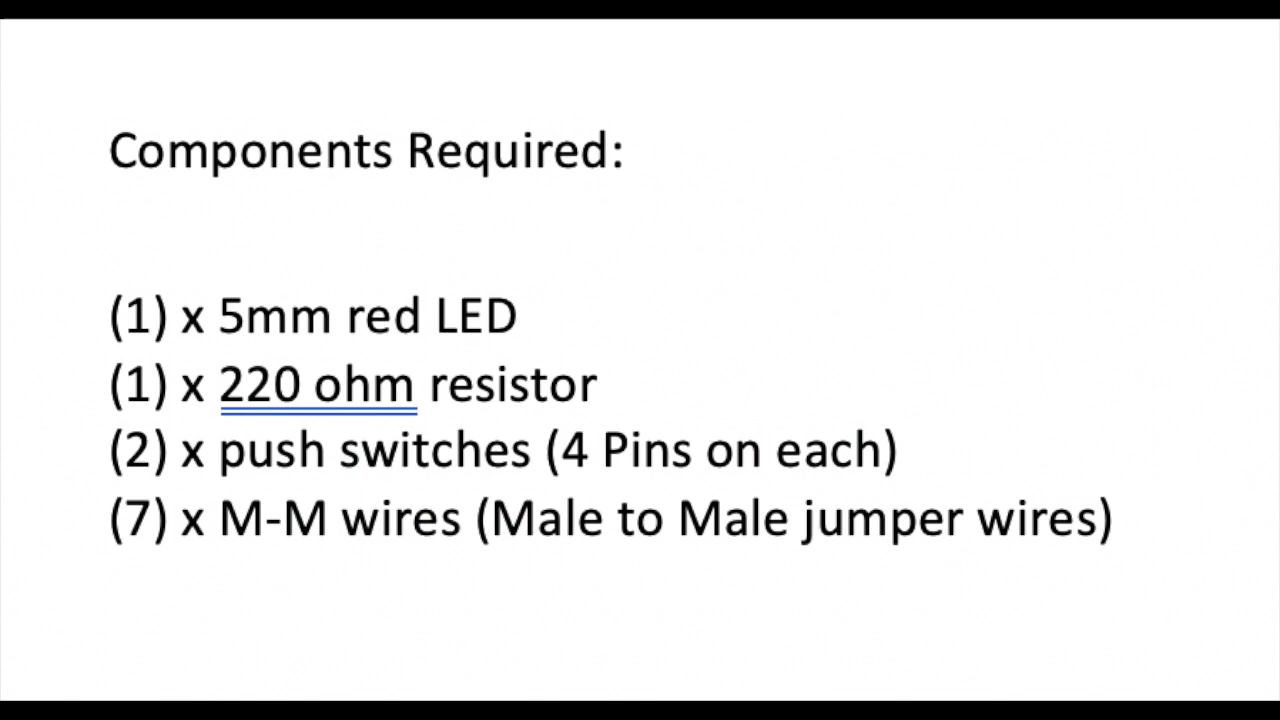 Components Required:
(1) x 5mm red LED
(1) x 220 ohm resistor
(2) x push switches (4 Pins on each)
(7) x M-M wires (Male to Male jumper wires)